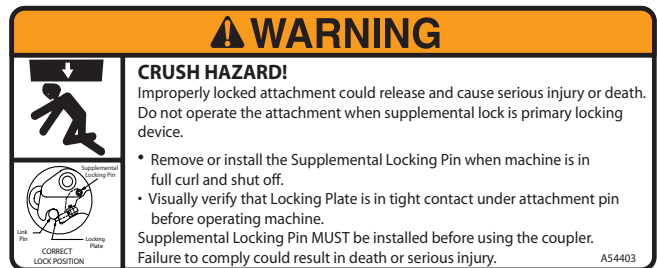 WARNING
CRUSH HAZARD!
Improperly locked attachment could release and cause serious injury or death.
Do not operate the attachment when supplemental lock is primary locking
device.
• Remove or install the Supplemental Locking Pin when machine is in
full curl and shut off.
• Visually verify that Locking Plate is in tight contact under attachment pin
before operating machine.
Supplemental Locking Pin MUST be installed before using the coupler.
Failure to comply could result in death or serious injury.
A54403
Supplemental
Locking Pin
Link
Pin
Locking
Plate
CORRECT
LOCK POSITION